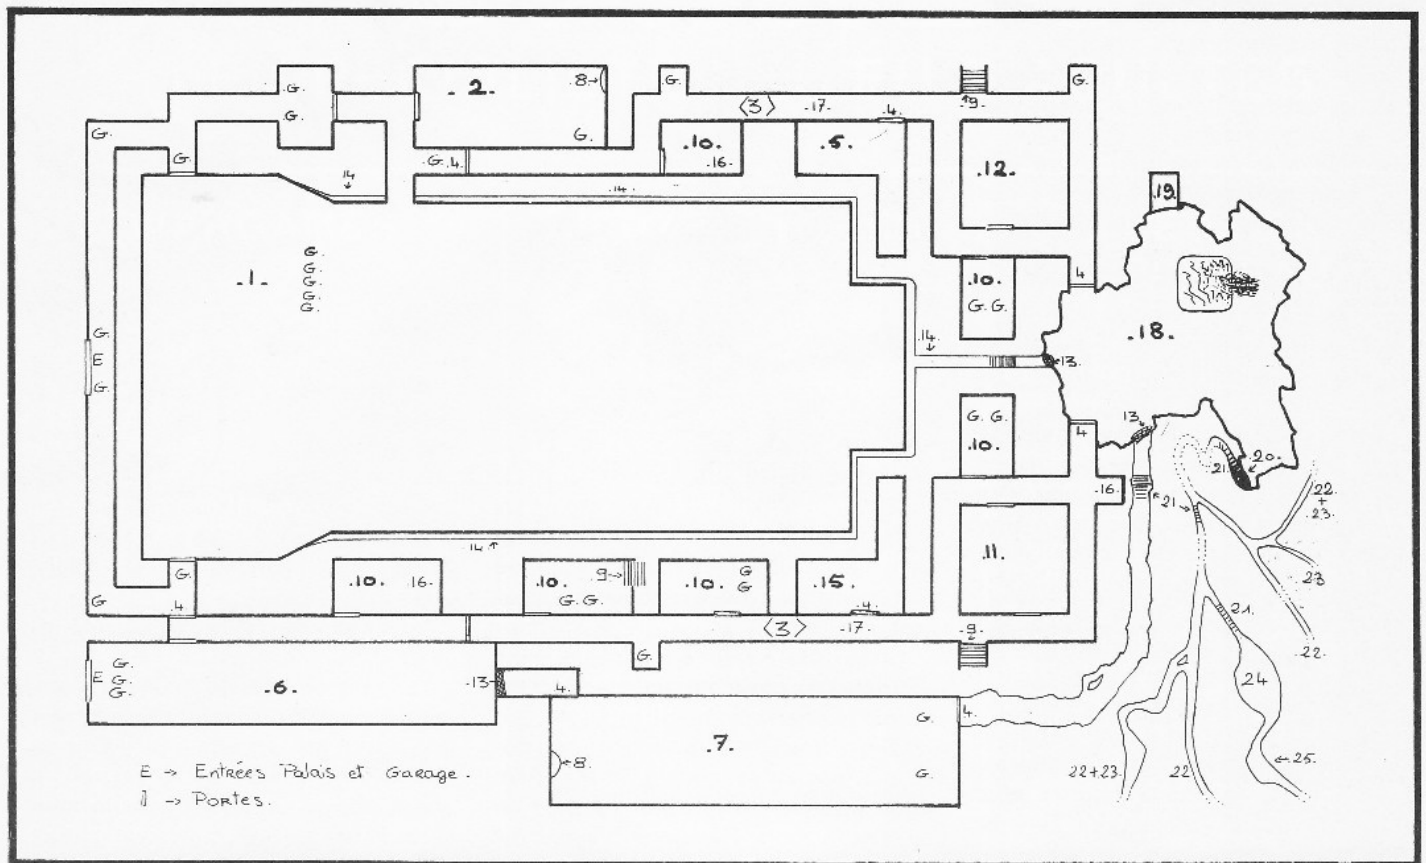 .G. .2. 8→ G. G.
G. <3> .17. .4. .9.
G. G. .10. .5.
G. .G .4. .16. .12.
14 .14. .19.
G.
.1. G. .10. 4
G. G. G.
G.
G. .14. .18.
E ←13.
G. 13
G. G. 4
.10. 21. .20.
.16. ←21→ 22
+
.23.
14↑ .11.
G. .10. 16. .10. 9→ .10. G .15. 23
G. 4. G. G. G .4. 21.
<3> .17. .9. .22.
G. G.
E G. .6. .13→ 4. 24
G.
G. 4.
.7. ←25.
←8. G. 22+23. 22.
E → Entrées Palais et Garage.
▯ → Portes.